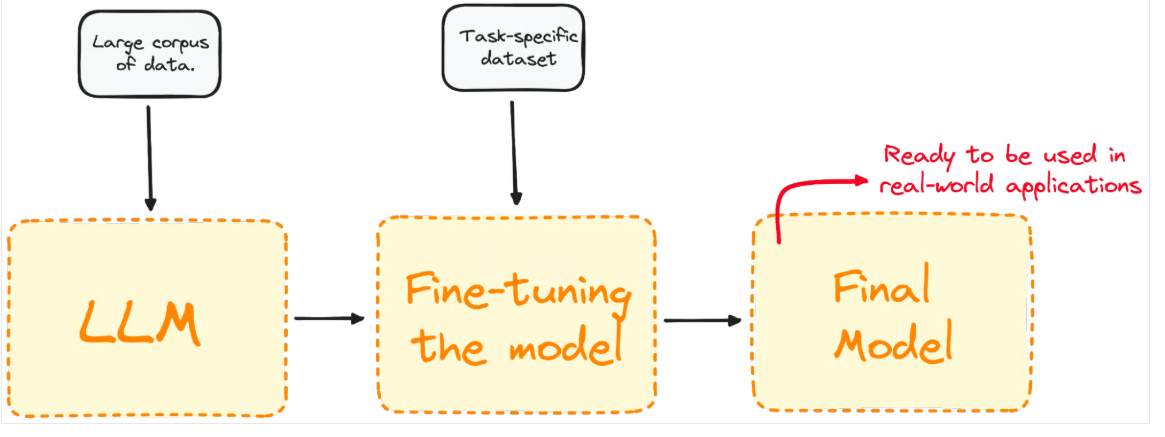 Large corpus
of data.
Task-specific
dataset
Ready to be used in
real-world applications
LLM
Fine-tuning
the model
Final
Model